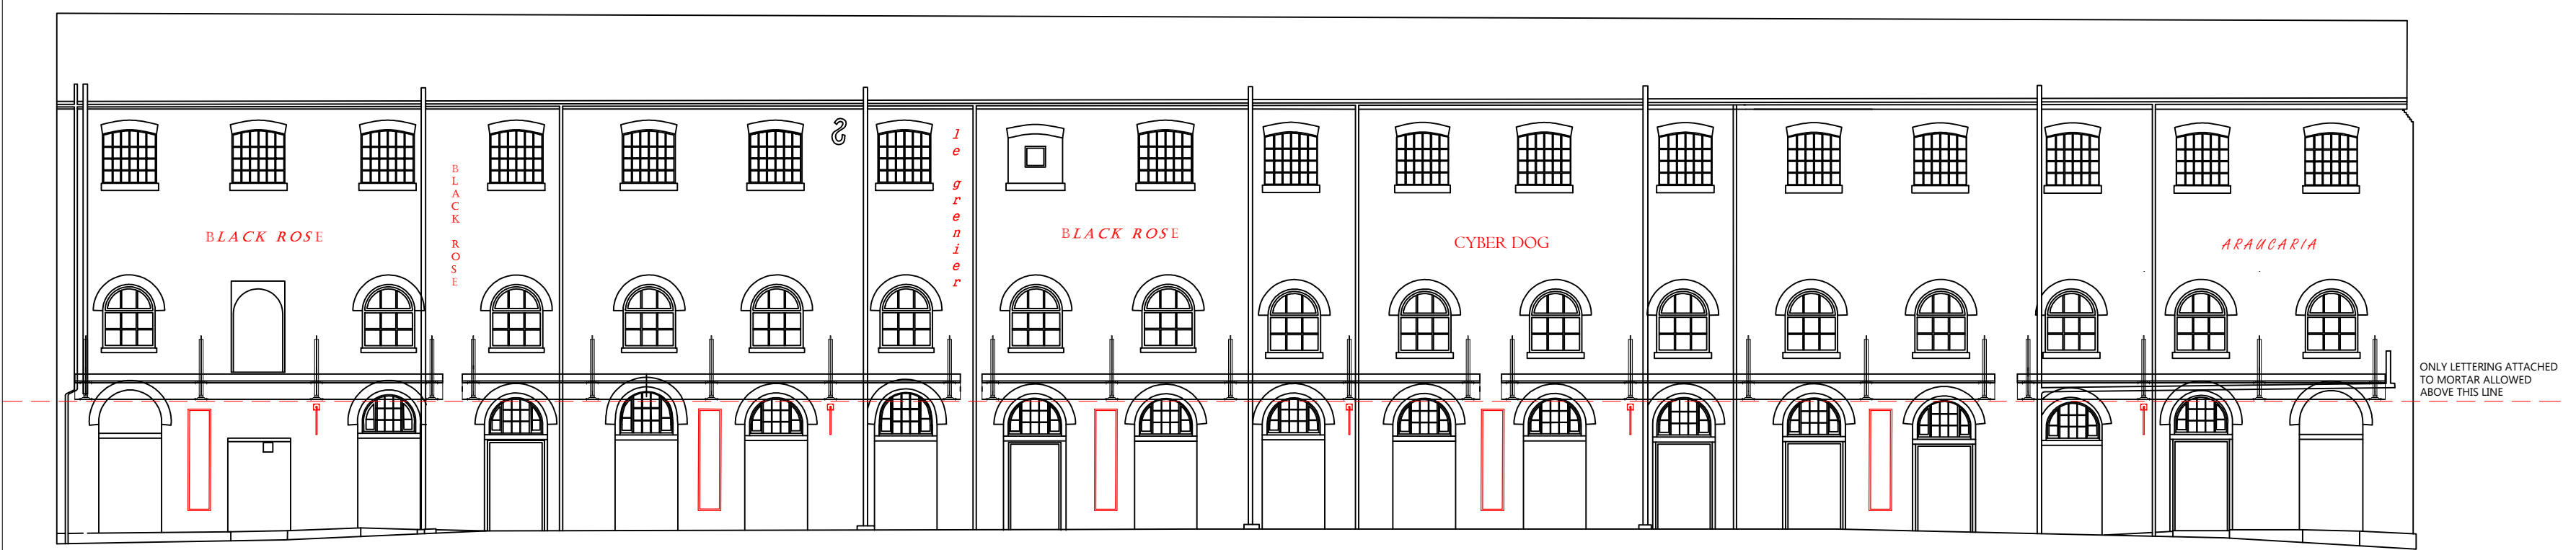 BLACK ROSE
BLACK ROSE
le grenier
BLACK ROSE
CYBER DOG
ARAUCARIA
ONLY LETTERING ATTACHED
TO MORTAR ALLOWED
ABOVE THIS LINE